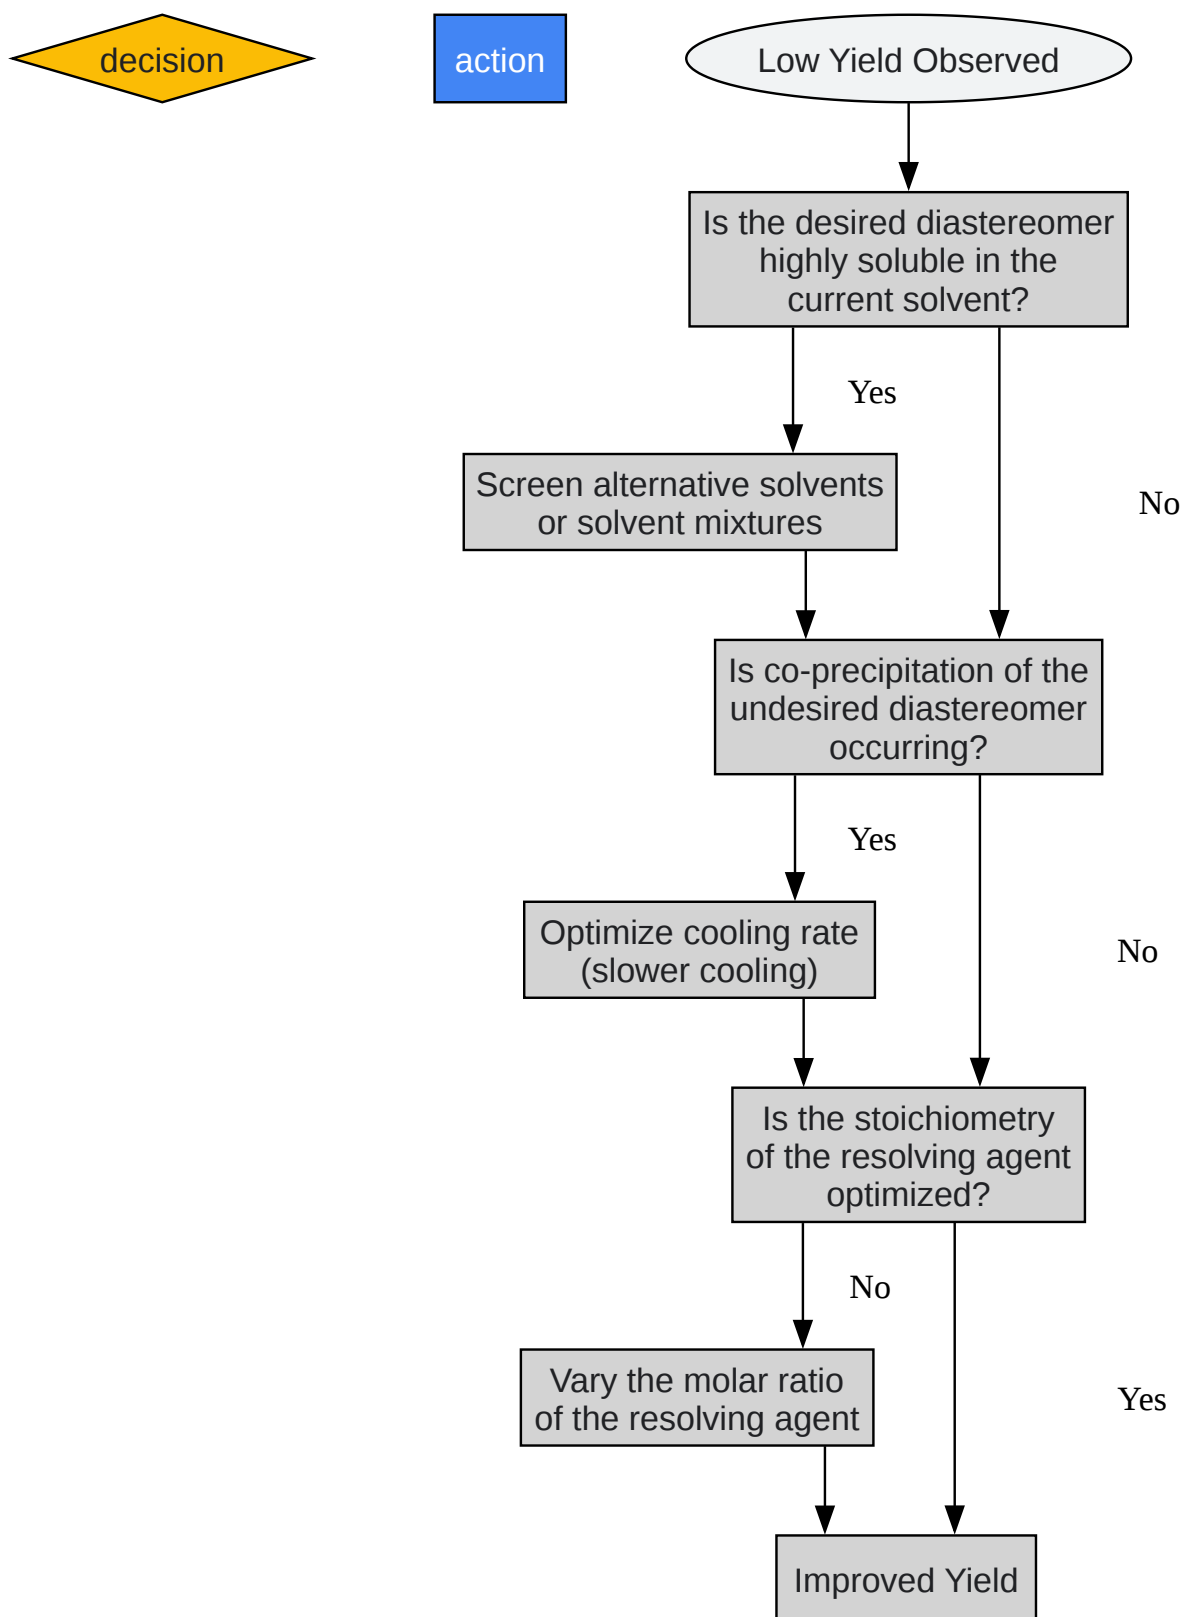 decision
action
Low Yield Observed
Is the desired diastereomer
highly soluble in the
current solvent?
Yes
Screen alternative solvents
or solvent mixtures
No
Is co-precipitation of the
undesired diastereomer
occurring?
Yes
Optimize cooling rate
(slower cooling)
No
Is the stoichiometry
of the resolving agent
optimized?
No
Vary the molar ratio
of the resolving agent
Yes
Improved Yield